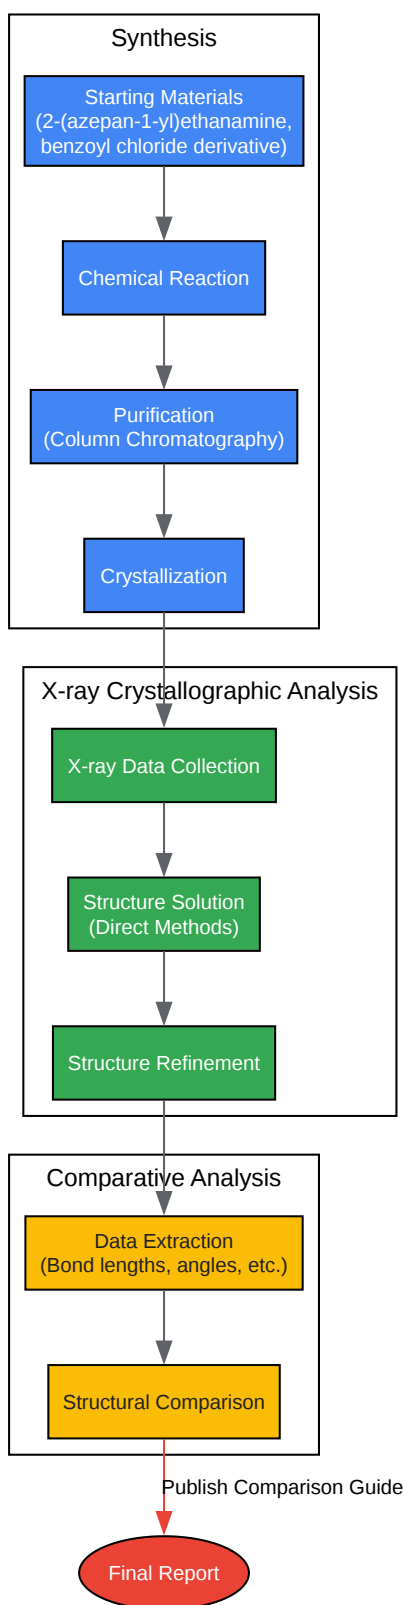 Synthesis
Starting Materials
(2-(azepan-1-yl)ethanamine,
benzoyl chloride derivative)
Chemical Reaction
Purification
(Column Chromatography)
Crystallization
X-ray Crystallographic Analysis
X-ray Data Collection
Structure Solution
(Direct Methods)
Structure Refinement
Comparative Analysis
Data Extraction
(Bond lengths, angles, etc.)
Structural Comparison
Publish Comparison Guide
Final Report